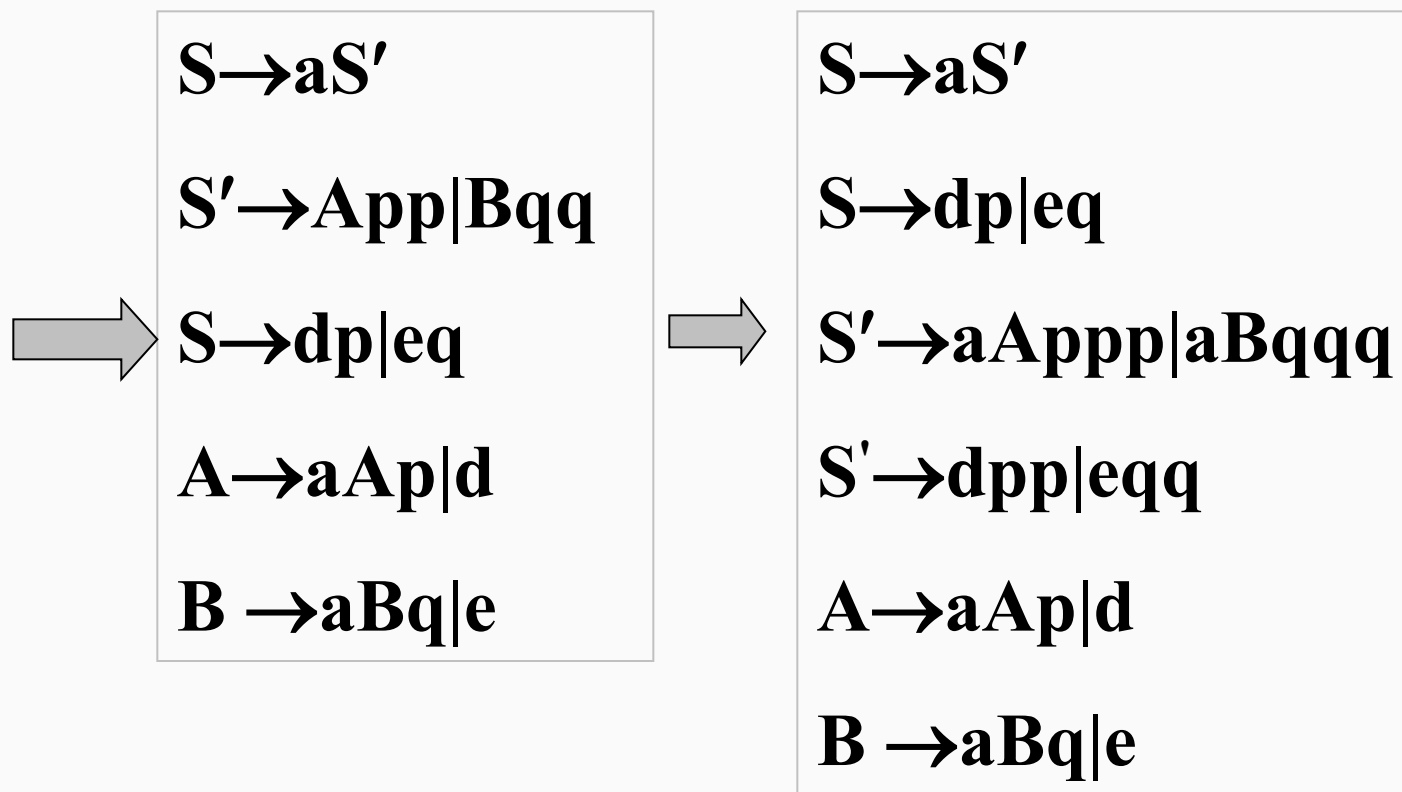 S→aS′
S′→App|Bqq
S→dp|eq
A→aAp|d
B →aBq|e
S→aS′
S→dp|eq
S′→aAppp|aBqqq
S'→dpp|eqq
A→aAp|d
B →aBq|e